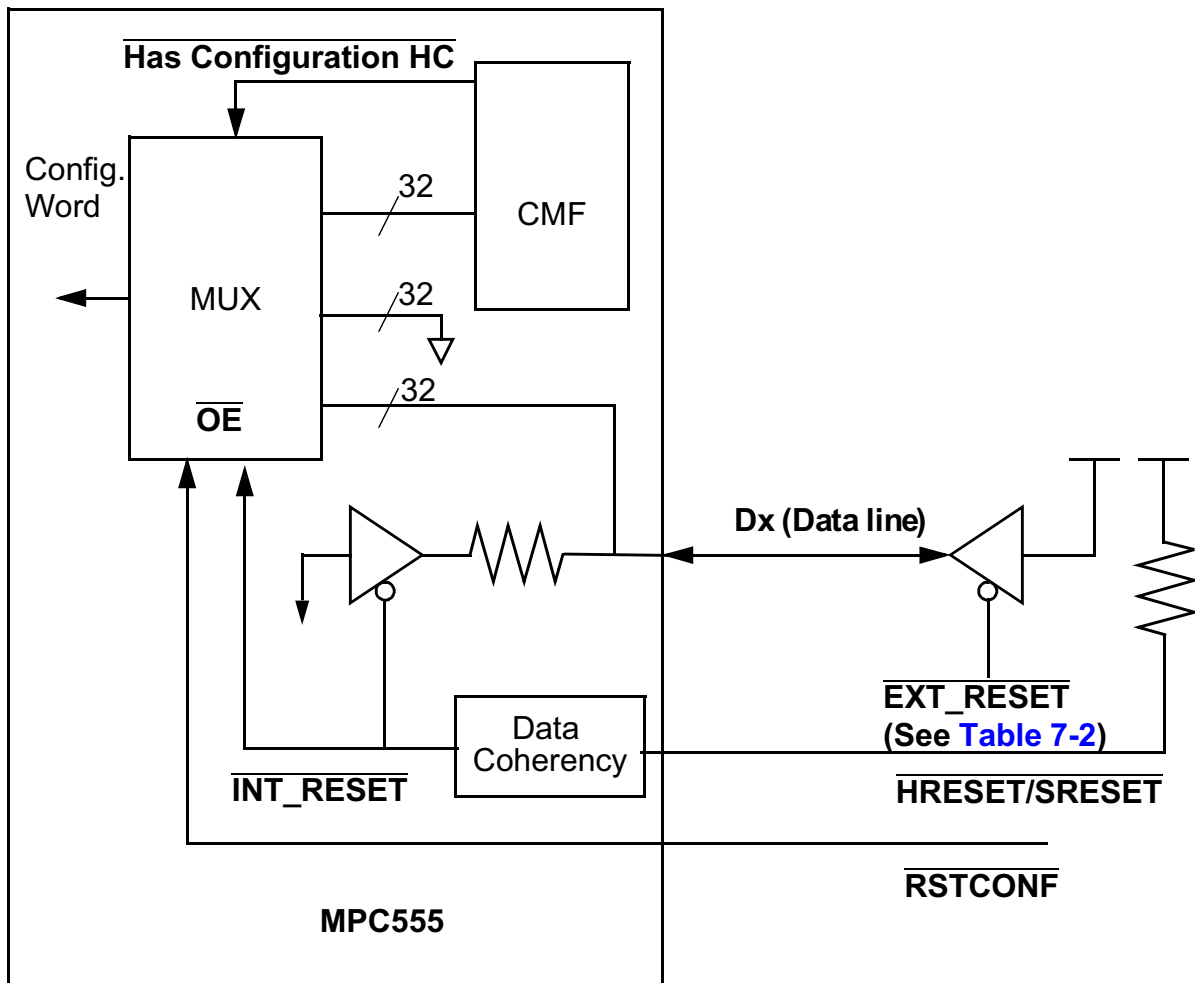 Has Configuration HC
Config.
Word
32
CMF
MUX
32
32
OE
Dx (Data line)
EXT_RESET
(See Table 7-2)
Data
Coherency
INT_RESET
HRESET/SRESET
RSTCONF
MPC555